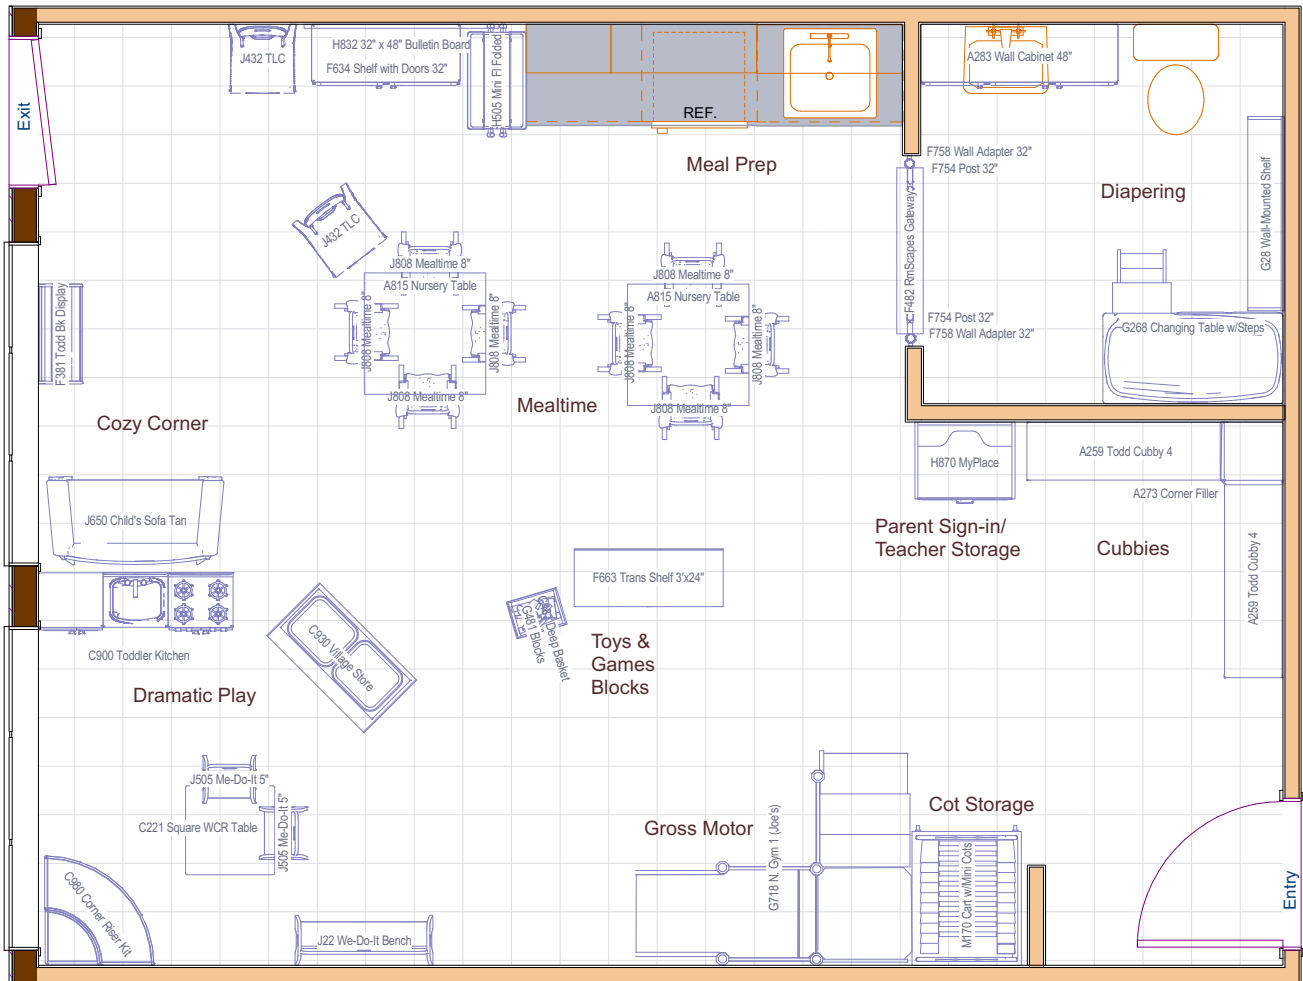 Exit
J432 TLC
H832 32" x 48" Bulletin Board
F634 Shelf with Doors 32"
H505 Mini Fl Folded
REF.
A283 Wall Cabinet 48"
Meal Prep
F758 Wall Adapter 32"
F754 Post 32"
Diapering
G28 Wall-Mounted Shelf
J432 TLC
F482 RmScapes Gateway
J808 Mealtime 8"
A815 Nursery Table
J808 Mealtime 8"
J808 Mealtime 8"
J808 Mealtime 8"
J808 Mealtime 8"
A815 Nursery Table
J808 Mealtime 8"
J808 Mealtime 8"
J808 Mealtime 8"
F754 Post 32"
F758 Wall Adapter 32"
G268 Changing Table w/Steps
F381 Todd Bk Display
Mealtime
Cozy Corner
H870 MyPlace
A259 Todd Cubby 4
A273 Corner Filler
J650 Child's Sofa Tan
Parent Sign-in/
Teacher Storage
Cubbies
A259 Todd Cubby 4
F663 Trans Shelf 3'x24"
Deep Basket
G481 Blocks
Toys &
Games
Blocks
C900 Toddler Kitchen
C930 Village Store
Dramatic Play
J505 Me-Do-It 5"
C221 Square WCR Table
J505 Me-Do-It 5"
Gross Motor
G718 N. Gym 1 (Joe's)
Cot Storage
M170 Cart w/Mini Cots
Entry
C980 Corner Riser Kit
J22 We-Do-It Bench